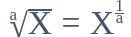 ᵃ√X = X^(1/a)